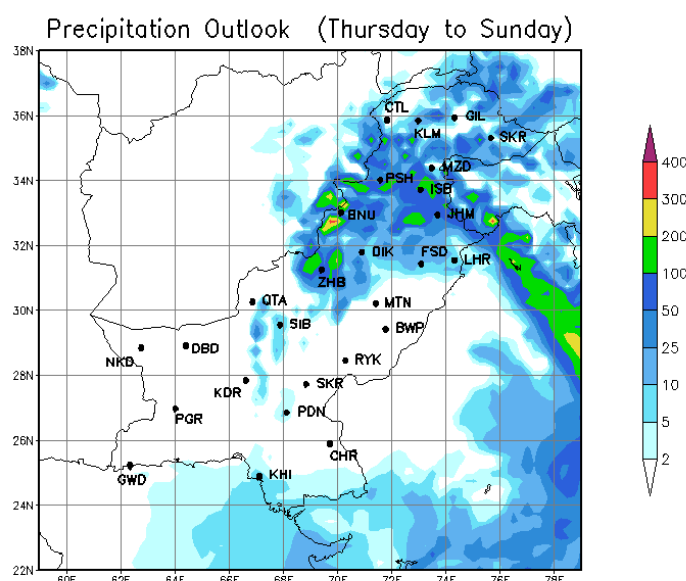 Precipitation Outlook (Thursday to Sunday)
38N
36N
CTL
KLM
GIL
SKR
400
34N
PSH
MZD
ISB
300
BNU
JHM
200
32N
DIK
FSD
LHR
100
ZHB
30N
QTA
MTN
50
SIB
BWP
NKD
DBD
RYK
25
28N
KDR
SKR
10
PGR
PDN
26N
CHR
5
GWD
KHI
2
24N
22N
60E
62E
64E
66E
68E
70E
72E
74E
76E
78E